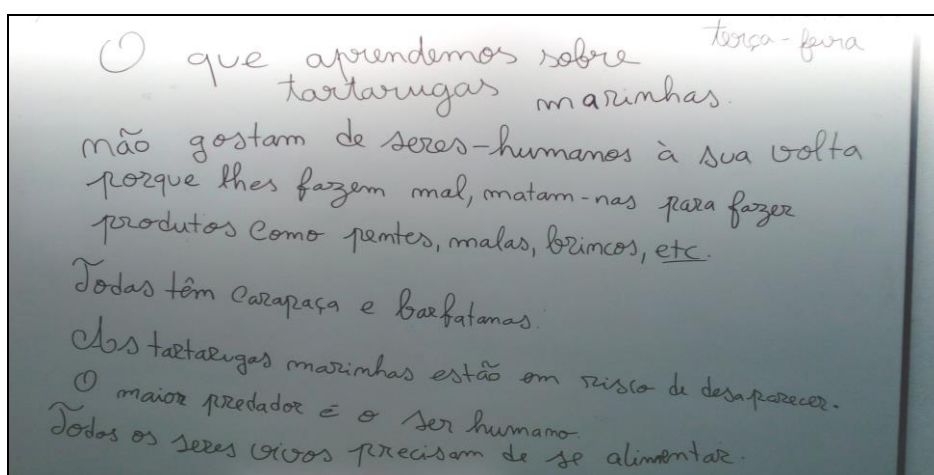 terça-feira
O que aprendemos sobre
tartarugas marinhas.
não gostam de seres-humanos à sua volta
porque lhes fazem mal, matam-nas para fazer
produtos como pentes, malas, brincos, etc.
Todas têm carapaça e barbatanas.
As tartarugas marinhas estão em risco de desaparecer.
O maior predador é o ser humano.
Todos os seres vivos precisam de se alimentar.